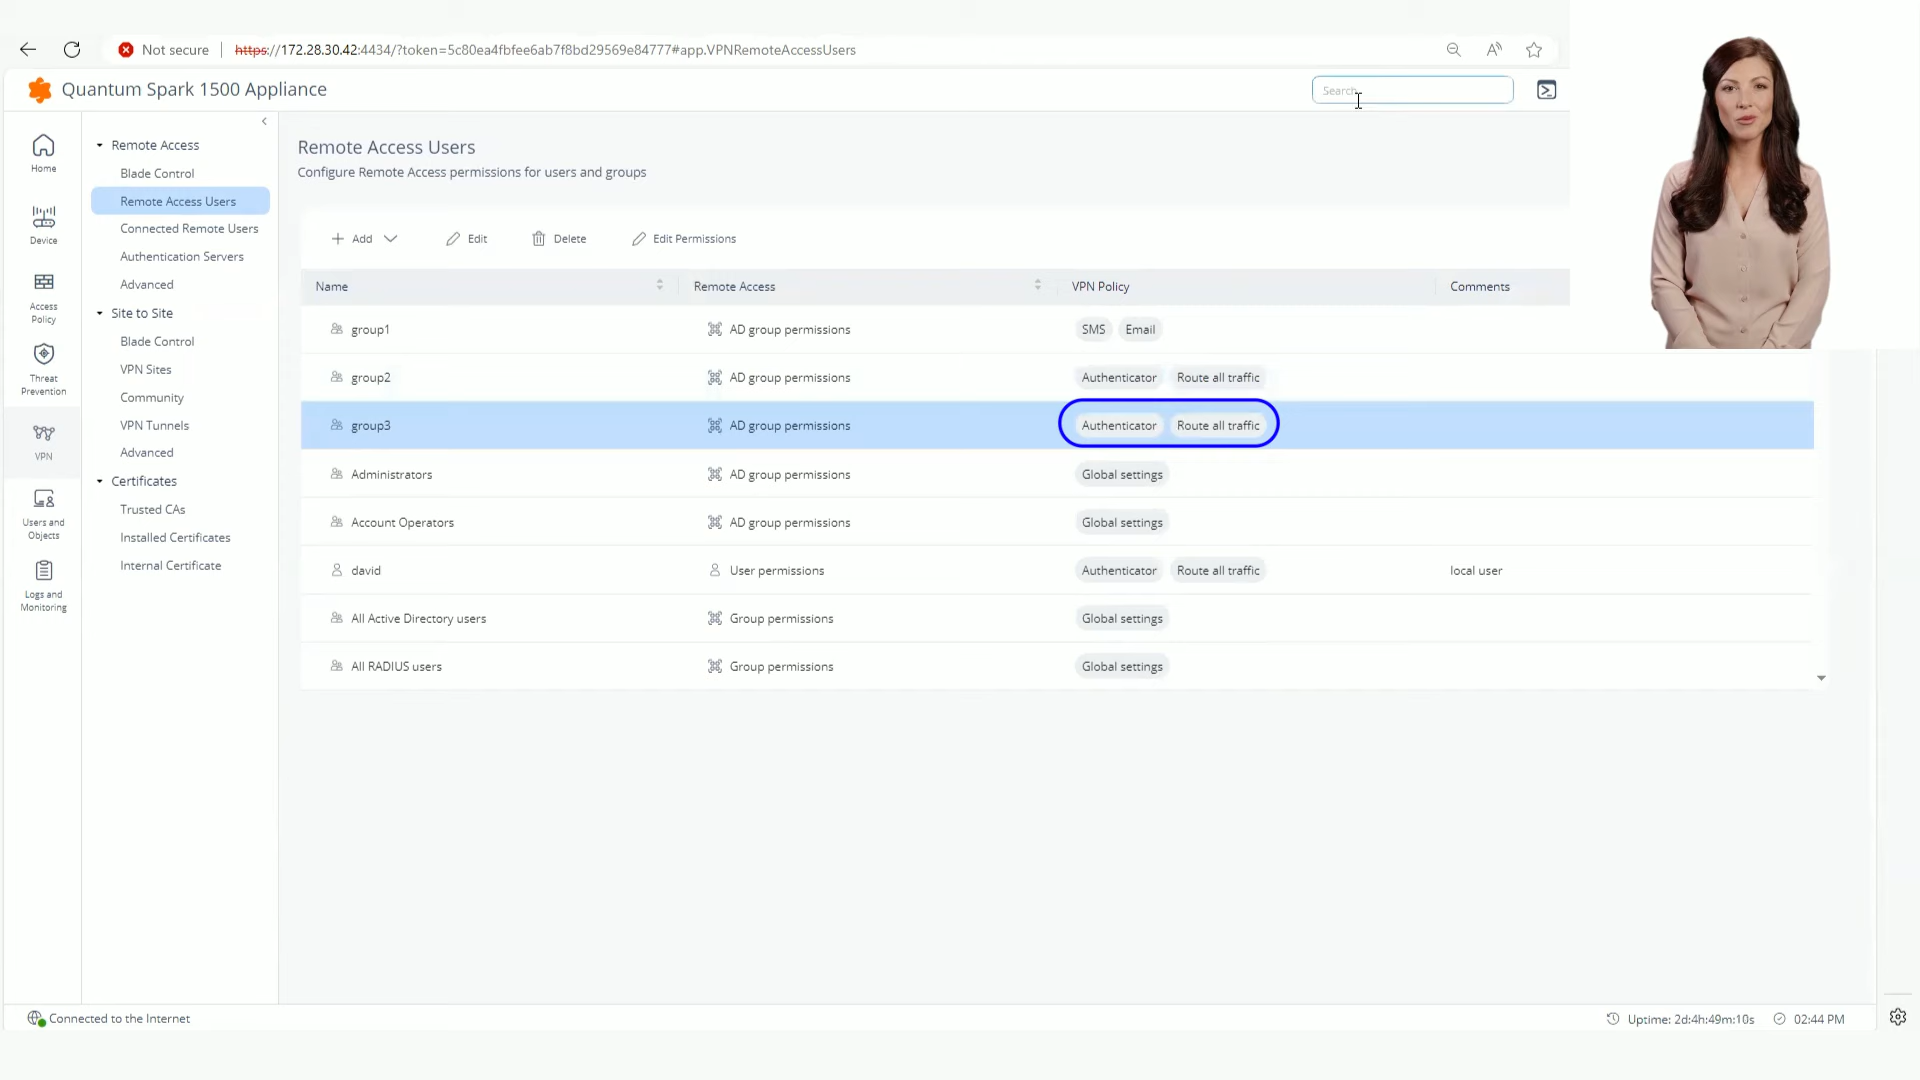 Not secure https://172.28.30.42:4434/?token=5c80ea4fbfee6ab7f8bd29569e84777#app.VPNRemoteAccessUsers
Quantum Spark 1500 Appliance
Search
Home
Device
Access
Policy
Threat
Prevention
VPN
Users and
Objects
Logs and
Monitoring
Remote Access
Blade Control
Remote Access Users
Connected Remote Users
Authentication Servers
Advanced
Site to Site
Blade Control
VPN Sites
Community
VPN Tunnels
Advanced
Certificates
Trusted CAs
Installed Certificates
Internal Certificate
Remote Access Users
Configure Remote Access permissions for users and groups
Add Edit Delete Edit Permissions
Name Remote Access VPN Policy Comments
group1 AD group permissions SMS Email
group2 AD group permissions Authenticator Route all traffic
group3 AD group permissions Authenticator Route all traffic
Administrators AD group permissions Global settings
Account Operators AD group permissions Global settings
david User permissions Authenticator Route all traffic local user
All Active Directory users Group permissions Global settings
All RADIUS users Group permissions Global settings
Connected to the Internet
Uptime: 2d:4h:49m:10s 02:44 PM